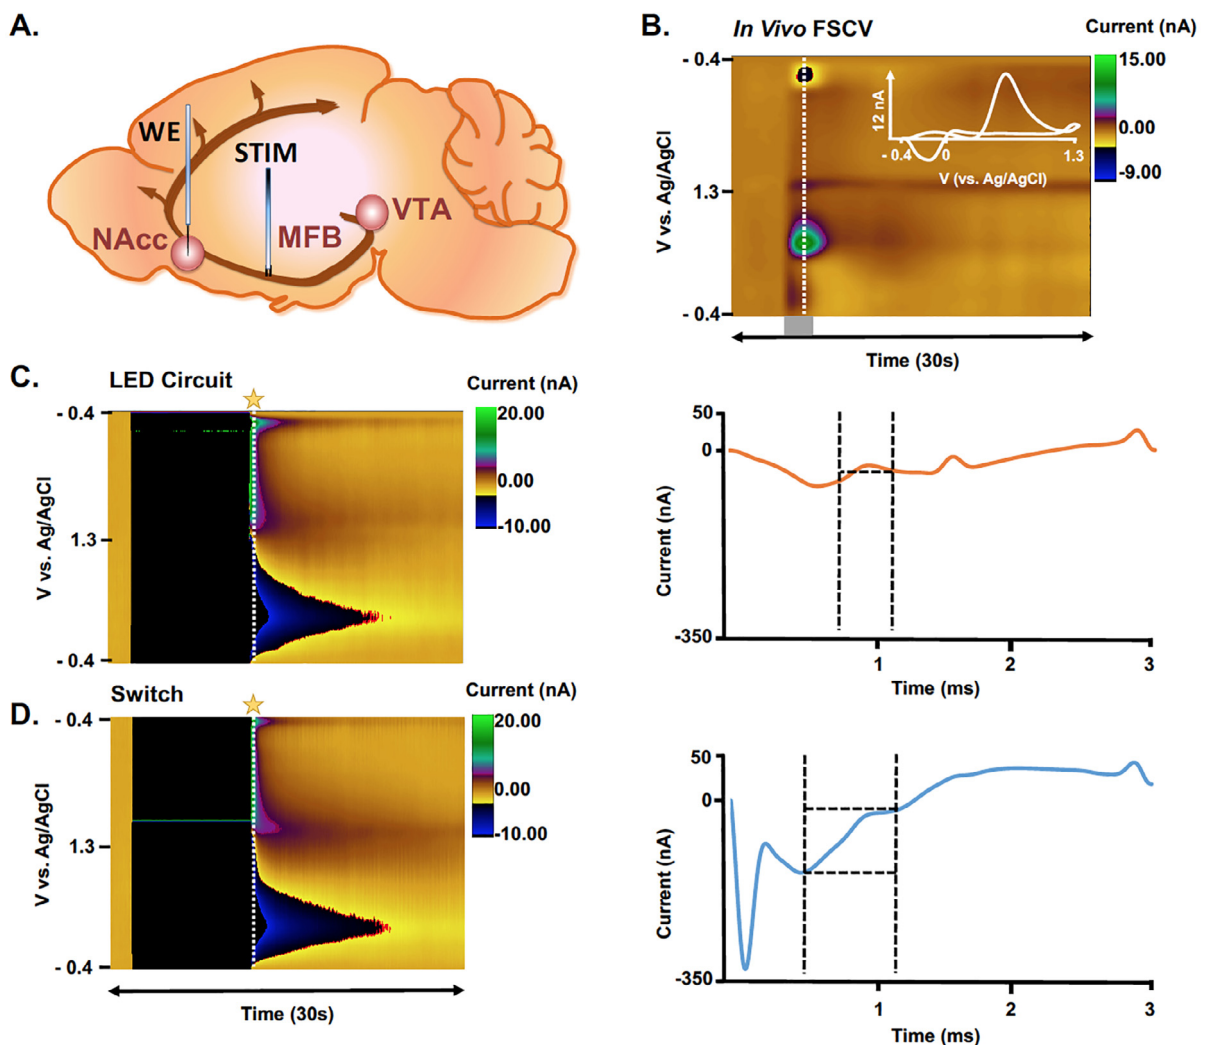 A.
WE
STIM
NAcc
MFB
VTA
B.
In Vivo FSCV
Current (nA)
- 0.4
1.3
- 0.4
V vs. Ag/AgCl
12 nA
- 0.4
0
1.3
V (vs. Ag/AgCl)
15.00
0.00
-9.00
Time (30s)
C.
LED Circuit
Current (nA)
- 0.4
1.3
- 0.4
V vs. Ag/AgCl
20.00
0.00
-10.00
50
0
-350
Current (nA)
1
2
3
Time (ms)
D.
Switch
Current (nA)
- 0.4
1.3
- 0.4
V vs. Ag/AgCl
20.00
0.00
-10.00
Time (30s)
50
0
-350
Current (nA)
1
2
3
Time (ms)